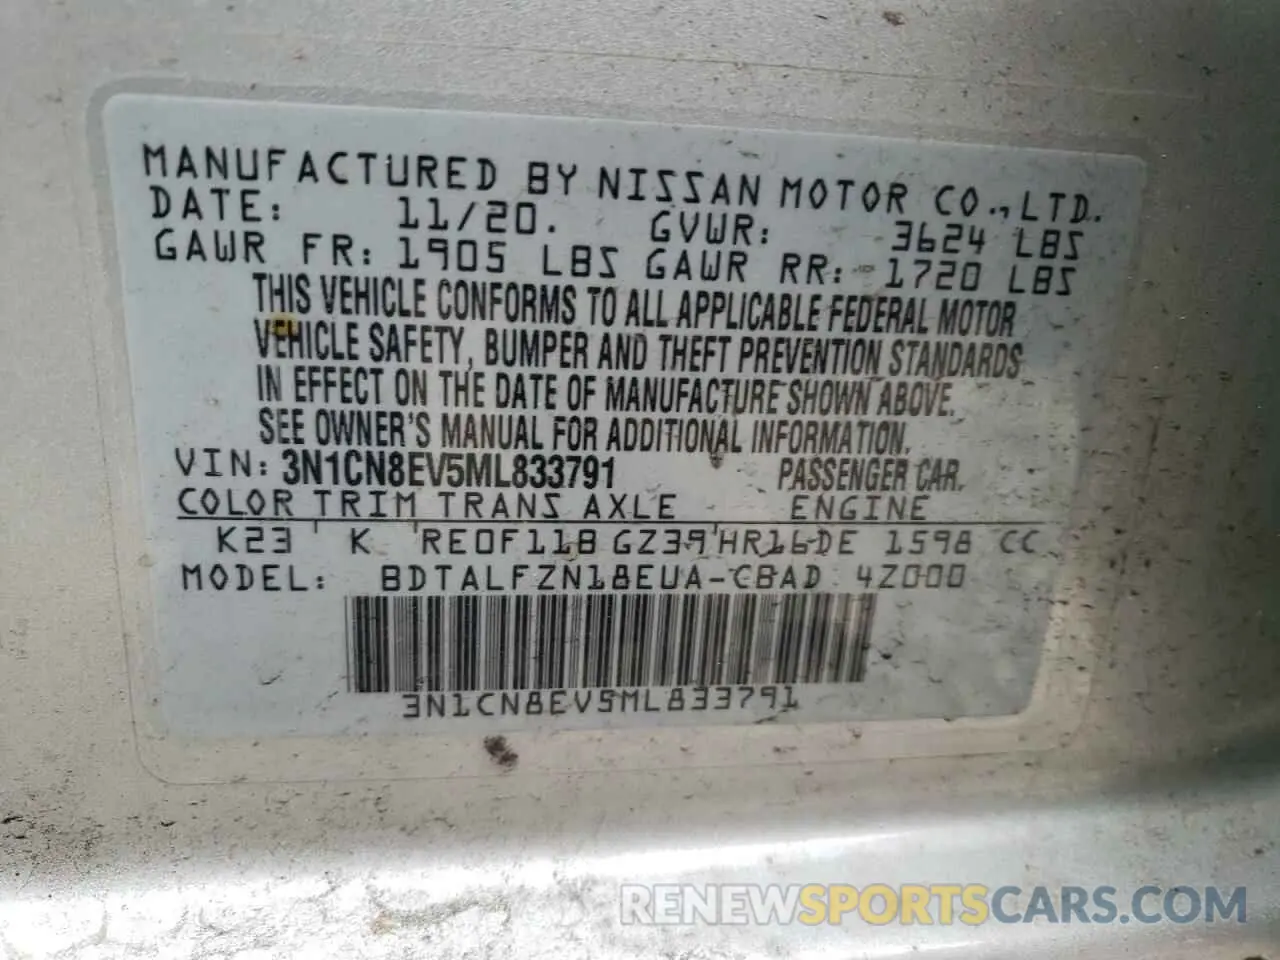 MANUFACTURED BY NISSAN MOTOR CO., LTD.
DATE: 11/20. GVWR: 3624 LBS
GAWR FR: 1905 LBS GAWR RR: 1720 LBS
THIS VEHICLE CONFORMS TO ALL APPLICABLE FEDERAL MOTOR
VEHICLE SAFETY, BUMPER AND THEFT PREVENTION STANDARDS
IN EFFECT ON THE DATE OF MANUFACTURE SHOWN ABOVE.
SEE OWNER'S MANUAL FOR ADDITIONAL INFORMATION.
VIN: 3N1CN8EV5ML833791 PASSENGER CAR.
COLOR TRIM TRANS AXLE ENGINE
K23 ' K ' RE0F11B GZ39 ' HR16DE 1598 CC
MODEL: BDTALFZN18EUA-CBAD 4Z000
3N1CN8EV5ML833791
RENEWSPORTSCARS.COM